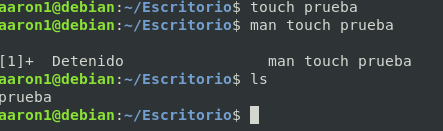 aaron1@debian:~/Escritorio$ touch prueba
aaron1@debian:~/Escritorio$ man touch prueba
[1]+  Detenido                man touch prueba
aaron1@debian:~/Escritorio$ ls
prueba
aaron1@debian:~/Escritorio$